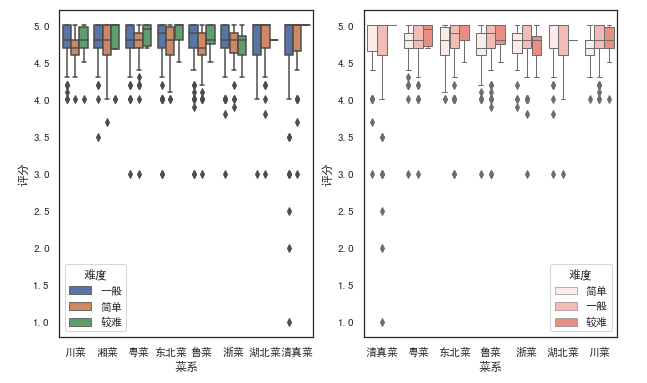 5.0
4.5
4.0
3.5
3.0
2.5
2.0
1.5
1.0
评分
难度
一般
简单
较难
川菜 湘菜 粤菜 东北菜 鲁菜 浙菜 湖北菜 清真菜
菜系
5.0
4.5
4.0
3.5
3.0
2.5
2.0
1.5
1.0
评分
难度
简单
一般
较难
清真菜 粤菜 东北菜 鲁菜 浙菜 湖北菜 川菜
菜系